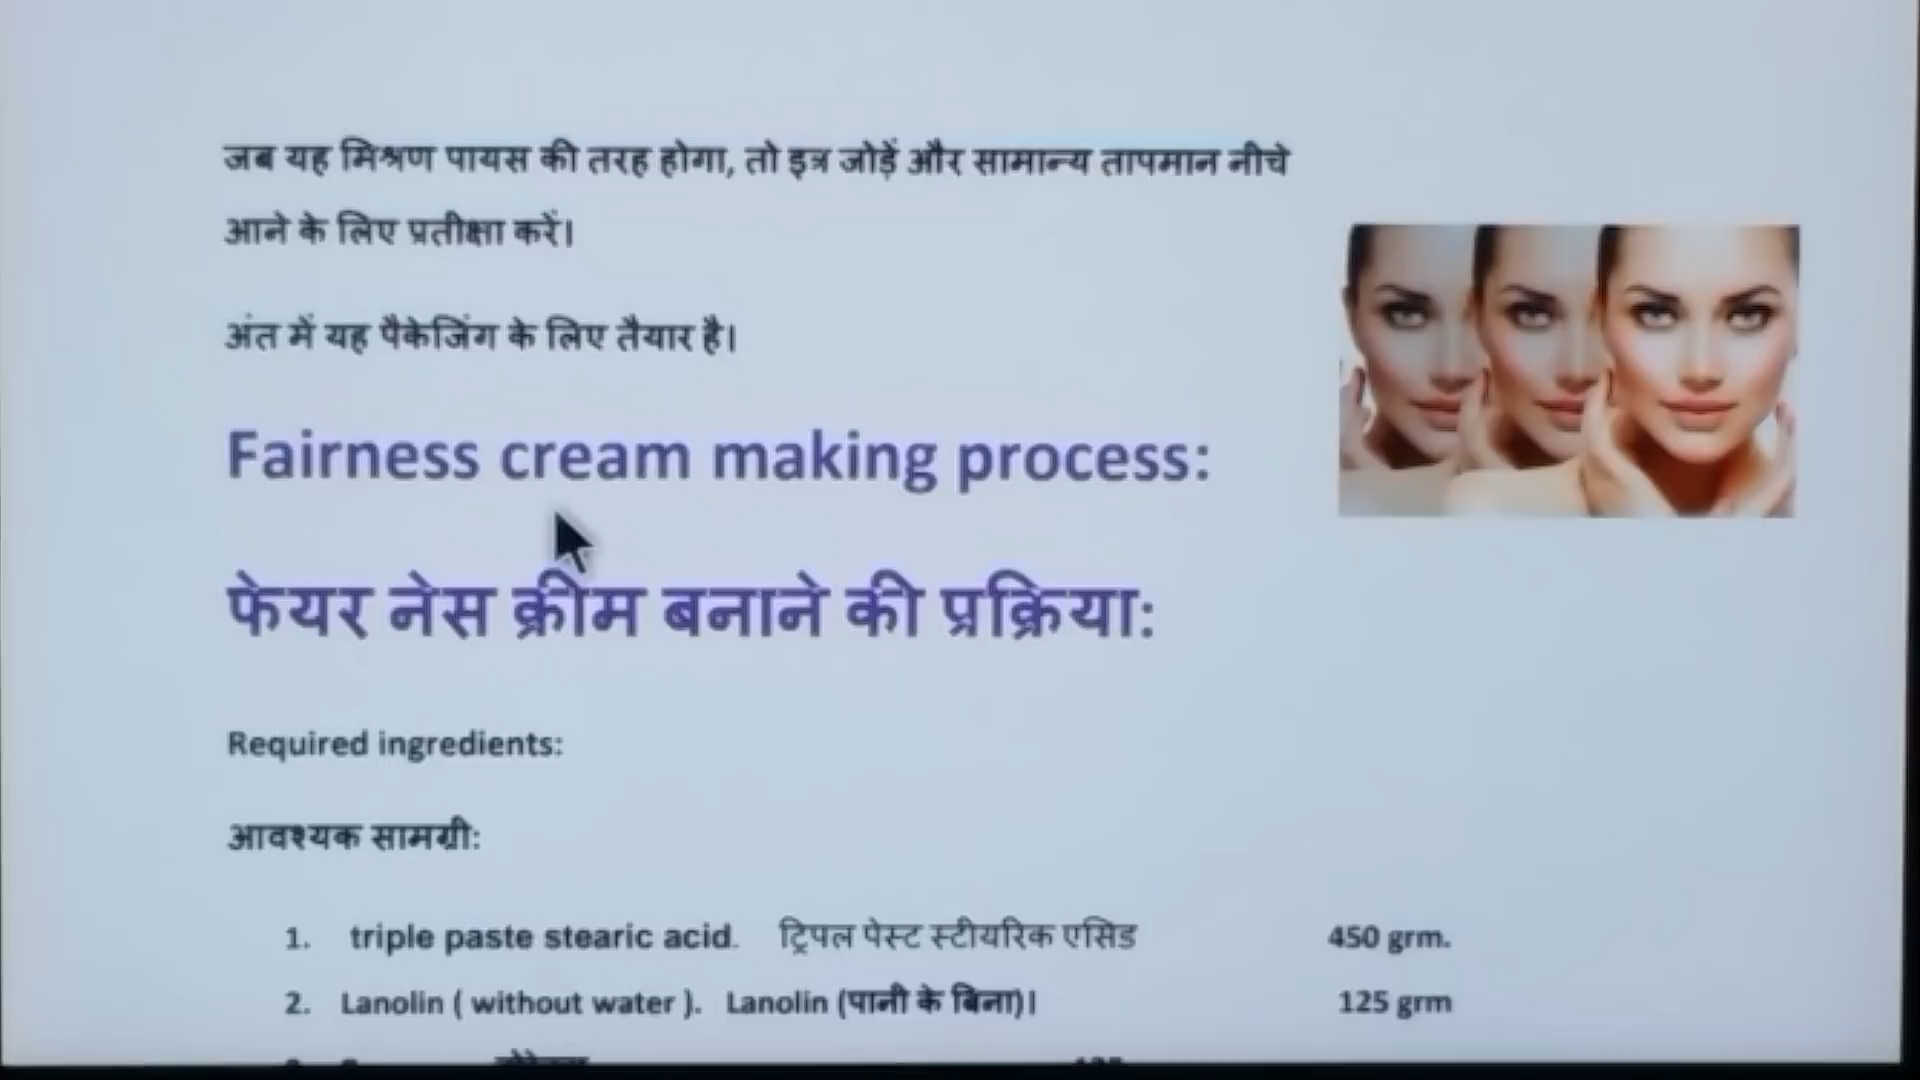 जब यह मिश्रण पायस की तरह होगा, तो इत्र जोड़ें और सामान्य तापमान नीचे
आने के लिए प्रतीक्षा करें।
अंत में यह पैकेजिंग के लिए तैयार है।
Fairness cream making process:
फेयर नेस क्रीम बनाने की प्रक्रिया:
Required ingredients:
आवश्यक सामग्री:
1. triple paste stearic acid. ट्रिपल पेस्ट स्टीयरिक एसिड 450 grm.
2. Lanolin ( without water ). Lanolin (पानी के बिना)। 125 grm